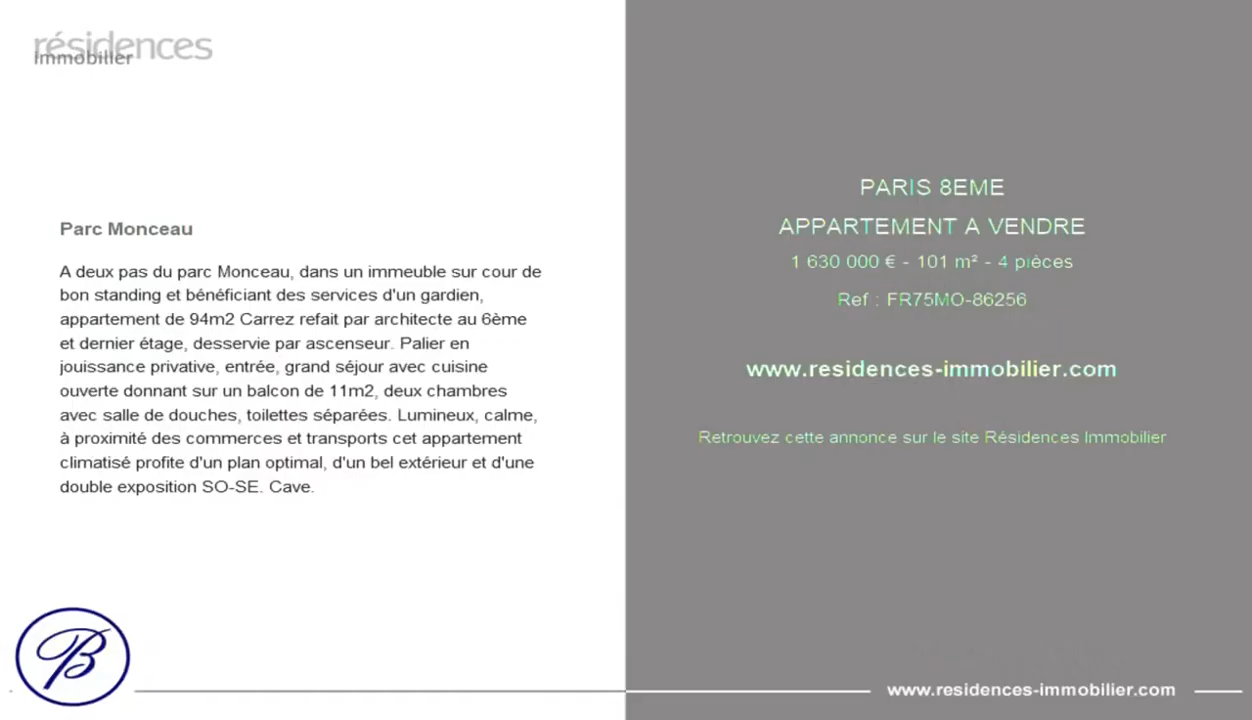 résidences
immobilier
Parc Monceau
A deux pas du parc Monceau, dans un immeuble sur cour de
bon standing et bénéficiant des services d'un gardien,
appartement de 94m2 Carrez refait par architecte au 6ème
et dernier étage, desservie par ascenseur. Palier en
jouissance privative, entrée, grand séjour avec cuisine
ouverte donnant sur un balcon de 11m2, deux chambres
avec salle de douches, toilettes séparées. Lumineux, calme,
à proximité des commerces et transports cet appartement
climatisé profite d'un plan optimal, d'un bel extérieur et d'une
double exposition SO-SE. Cave.
B
PARIS 8EME
APPARTEMENT A VENDRE
1 630 000 € - 101 m² - 4 pièces
Ref : FR75MO-86256
www.residences-immobilier.com
Retrouvez cette annonce sur le site Résidences Immobilier
www.residences-immobilier.com